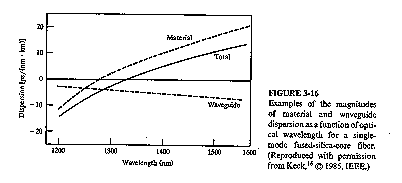 20
10
0
−10
−20
Dispersion [ps/(nm · km)]
Material
Total
Waveguide
1200
1300
1400
1500
1600
Wavelength (nm)
FIGURE 3-16
Examples of the magnitudes
of material and waveguide
dispersion as a function of opti-
cal wavelength for a single-
mode fused-silica-core fiber.
(Reproduced with permission
from Keck,16 © 1985, IEEE.)